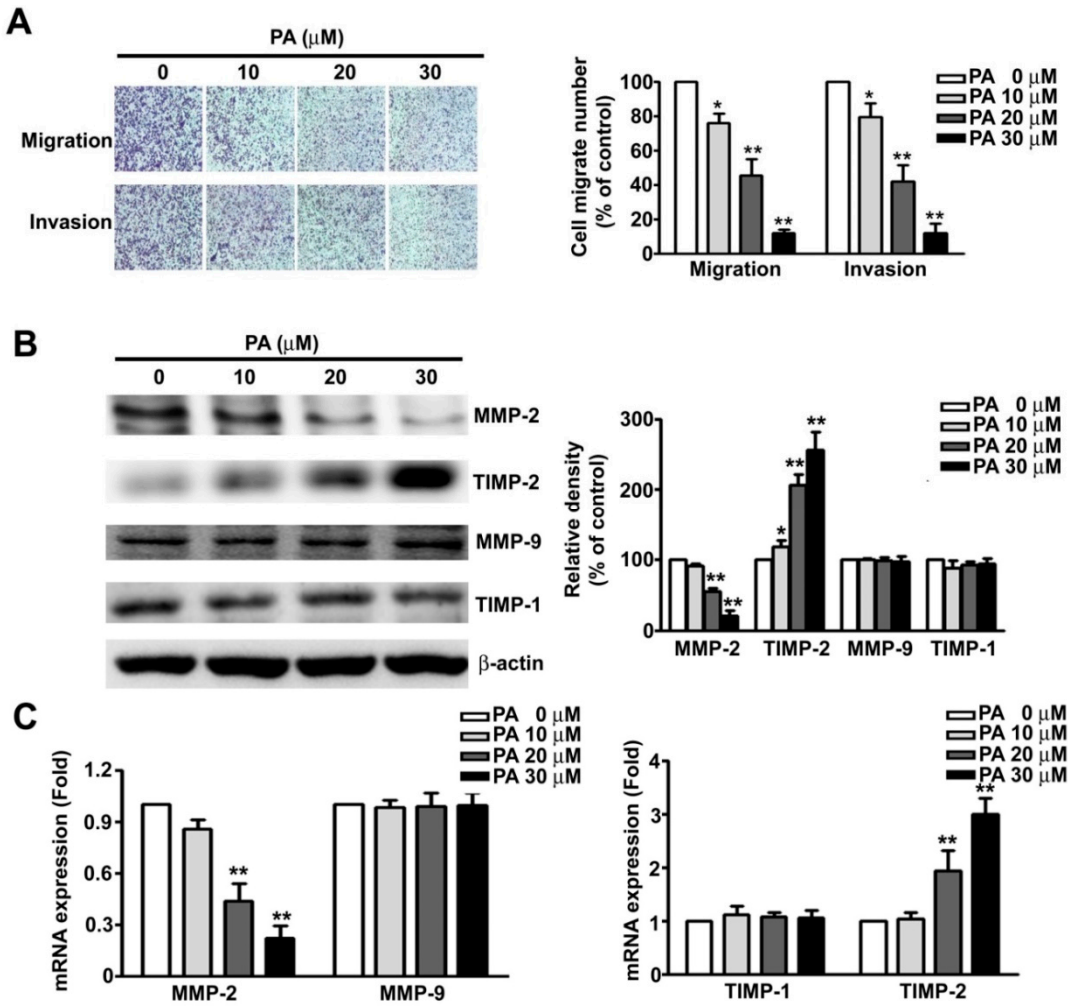 A
PA (μM)
0 10 20 30
Migration
Invasion
Cell migrate number
(% of control)
100
80
60
40
20
0
* ** ** * ** **
Migration Invasion
PA 0 μM
PA 10 μM
PA 20 μM
PA 30 μM
B
PA (μM)
0 10 20 30
MMP-2
TIMP-2
MMP-9
TIMP-1
β-actin
Relative density
(% of control)
300
200
100
0
** ** * ** **
MMP-2 TIMP-2 MMP-9 TIMP-1
PA 0 μM
PA 10 μM
PA 20 μM
PA 30 μM
C
mRNA expression (Fold)
1.2
0.9
0.6
0.3
0
** **
MMP-2 MMP-9
PA 0 μM
PA 10 μM
PA 20 μM
PA 30 μM
mRNA expression (Fold)
4
3
2
1
0
** **
TIMP-1 TIMP-2
PA 0 μM
PA 10 μM
PA 20 μM
PA 30 μM